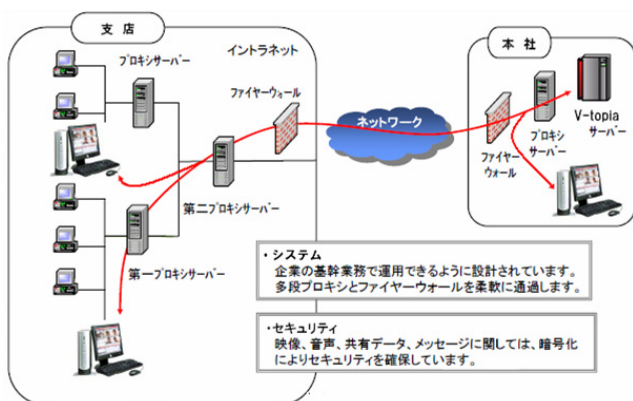 支店
本社
プロキシサーバー
イントラネット
ファイヤーウォール
ネットワーク
V-topia
サーバー
プロキシ
サーバー
ファイヤー
ウォール
第二プロキシサーバー
第一プロキシサーバー
・システム
企業の基幹業務で運用できるように設計されています。
多段プロキシとファイヤーウォールを柔軟に通過します。
・セキュリティ
映像、音声、共有データ、メッセージに関しては、暗号化
によりセキュリティを確保しています。